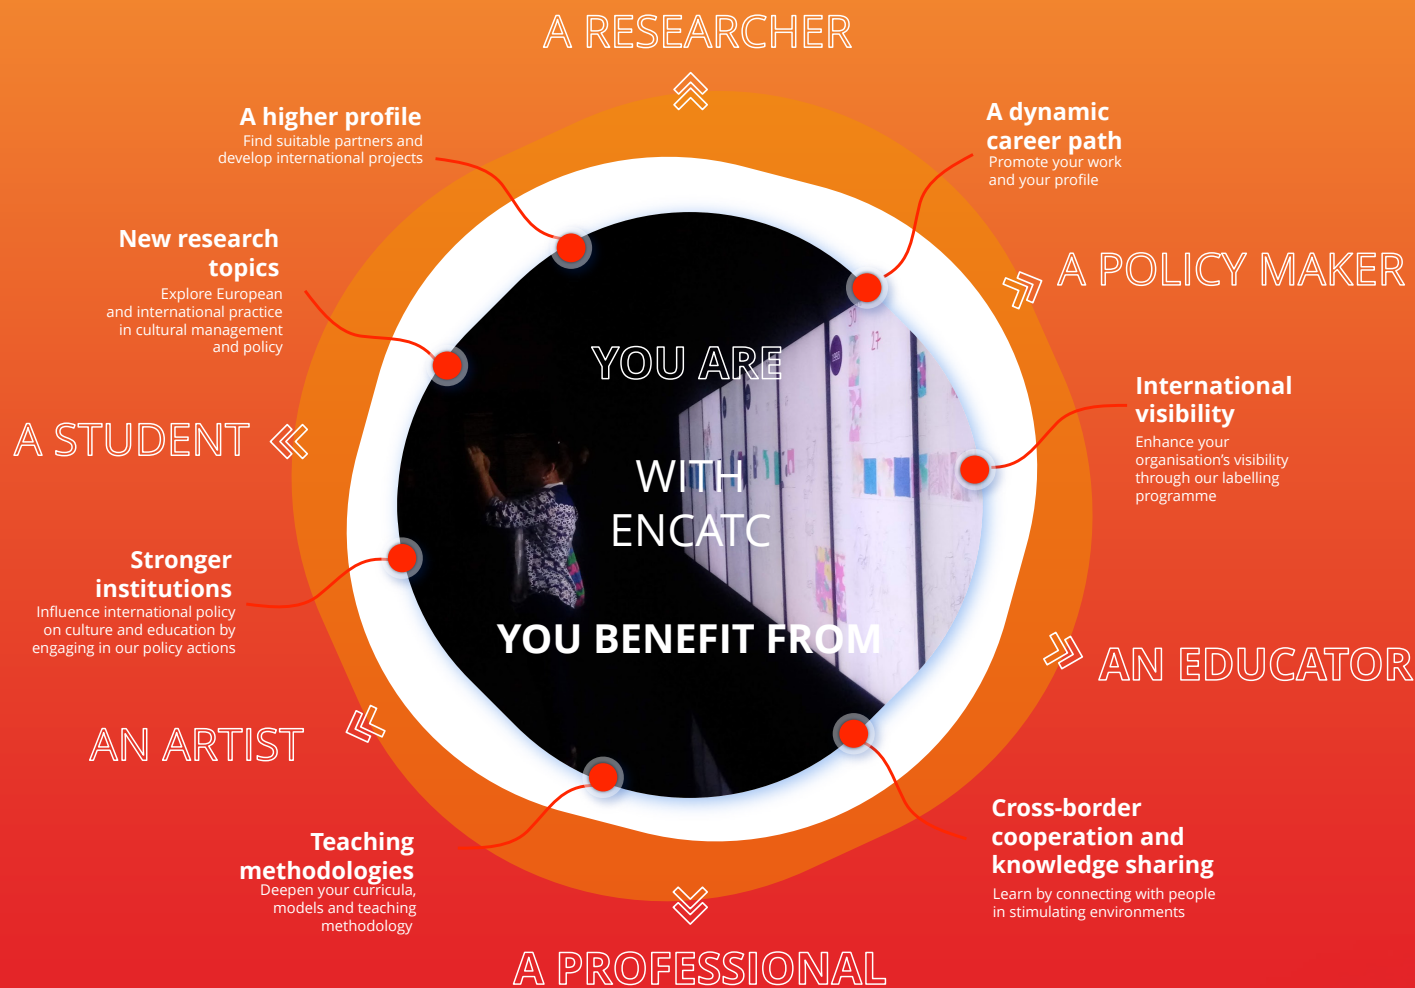 A RESEARCHER
A higher profile
Find suitable partners and
develop international projects
A dynamic
career path
Promote your work
and your profile
New research
topics
Explore European
and international practice
in cultural management
and policy
A POLICY MAKER
YOU ARE
30
27
International
visibility
Enhance your
organisation’s visibility
through our labelling
programme
A STUDENT
WITH
ENCATC
Stronger
institutions
Influence international policy
on culture and education by
engaging in our policy actions
YOU BENEFIT FROM
AN EDUCATOR
AN ARTIST
Teaching
methodologies
Deepen your curricula,
models and teaching
methodology
Cross-border
cooperation and
knowledge sharing
Learn by connecting with people
in stimulating environments
A PROFESSIONAL